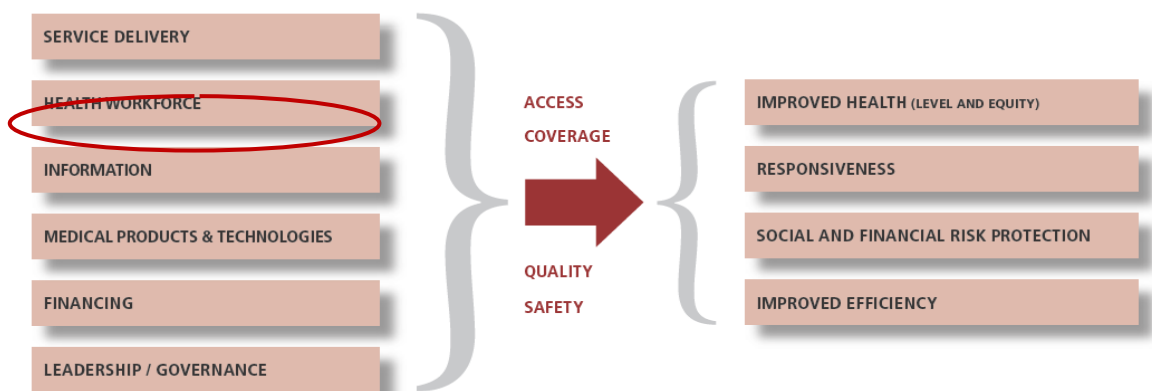 SERVICE DELIVERY
HEALTH WORKFORCE
INFORMATION
MEDICAL PRODUCTS & TECHNOLOGIES
FINANCING
LEADERSHIP / GOVERNANCE
ACCESS
COVERAGE
QUALITY
SAFETY
IMPROVED HEALTH (LEVEL AND EQUITY)
RESPONSIVENESS
SOCIAL AND FINANCIAL RISK PROTECTION
IMPROVED EFFICIENCY